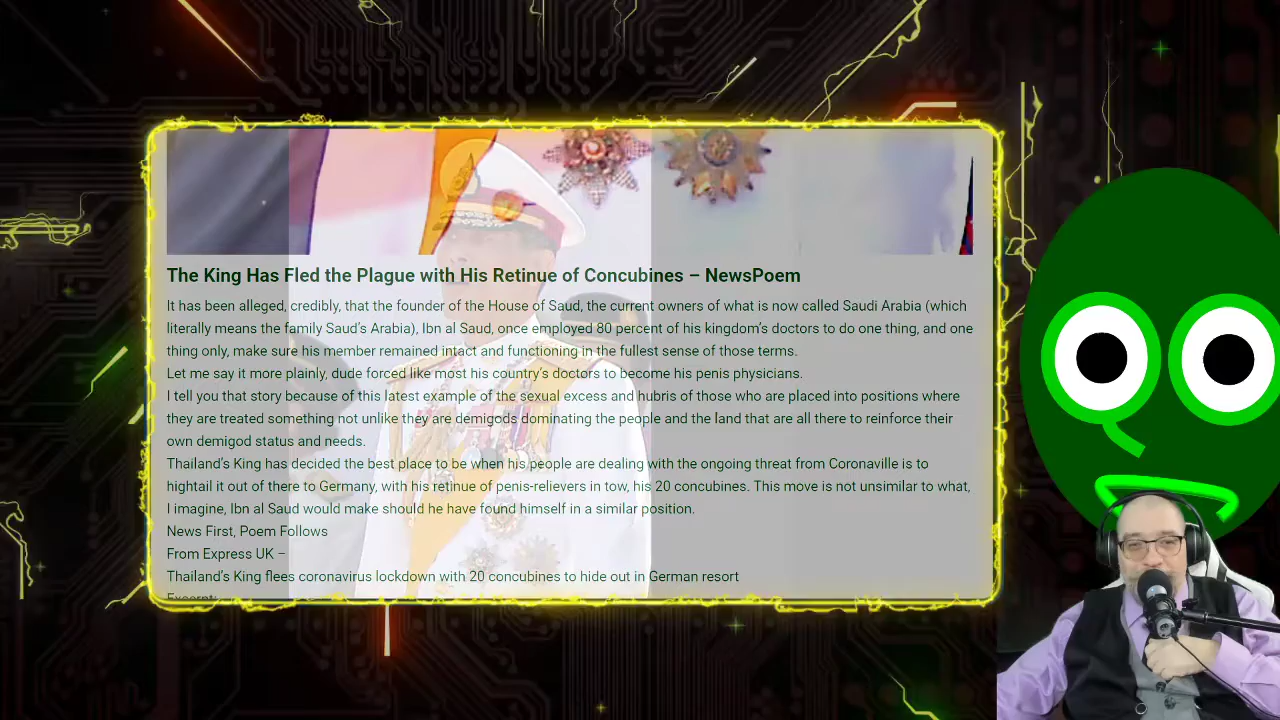 The King Has Fled the Plague with His Retinue of Concubines – NewsPoem
It has been alleged, credibly, that the founder of the House of Saud, the current owners of what is now called Saudi Arabia (which
literally means the family Saud's Arabia), Ibn al Saud, once employed 80 percent of his kingdom's doctors to do one thing, and one
thing only, make sure his member remained intact and functioning in the fullest sense of those terms.
Let me say it more plainly, dude forced like most his country's doctors to become his penis physicians.
I tell you that story because of this latest example of the sexual excess and hubris of those who are placed into positions where
they are treated something not unlike they are demigods dominating the people and the land that are all there to reinforce their
own demigod status and needs.
Thailand's King has decided the best place to be when his people are dealing with the ongoing threat from Coronaville is to
hightail it out of there to Germany, with his retinue of penis-relievers in tow, his 20 concubines. This move is not unsimilar to what,
I imagine, Ibn al Saud would make should he have found himself in a similar position.
News First, Poem Follows
From Express UK –
Thailand's King flees coronavirus lockdown with 20 concubines to hide out in German resort
Excerpt: